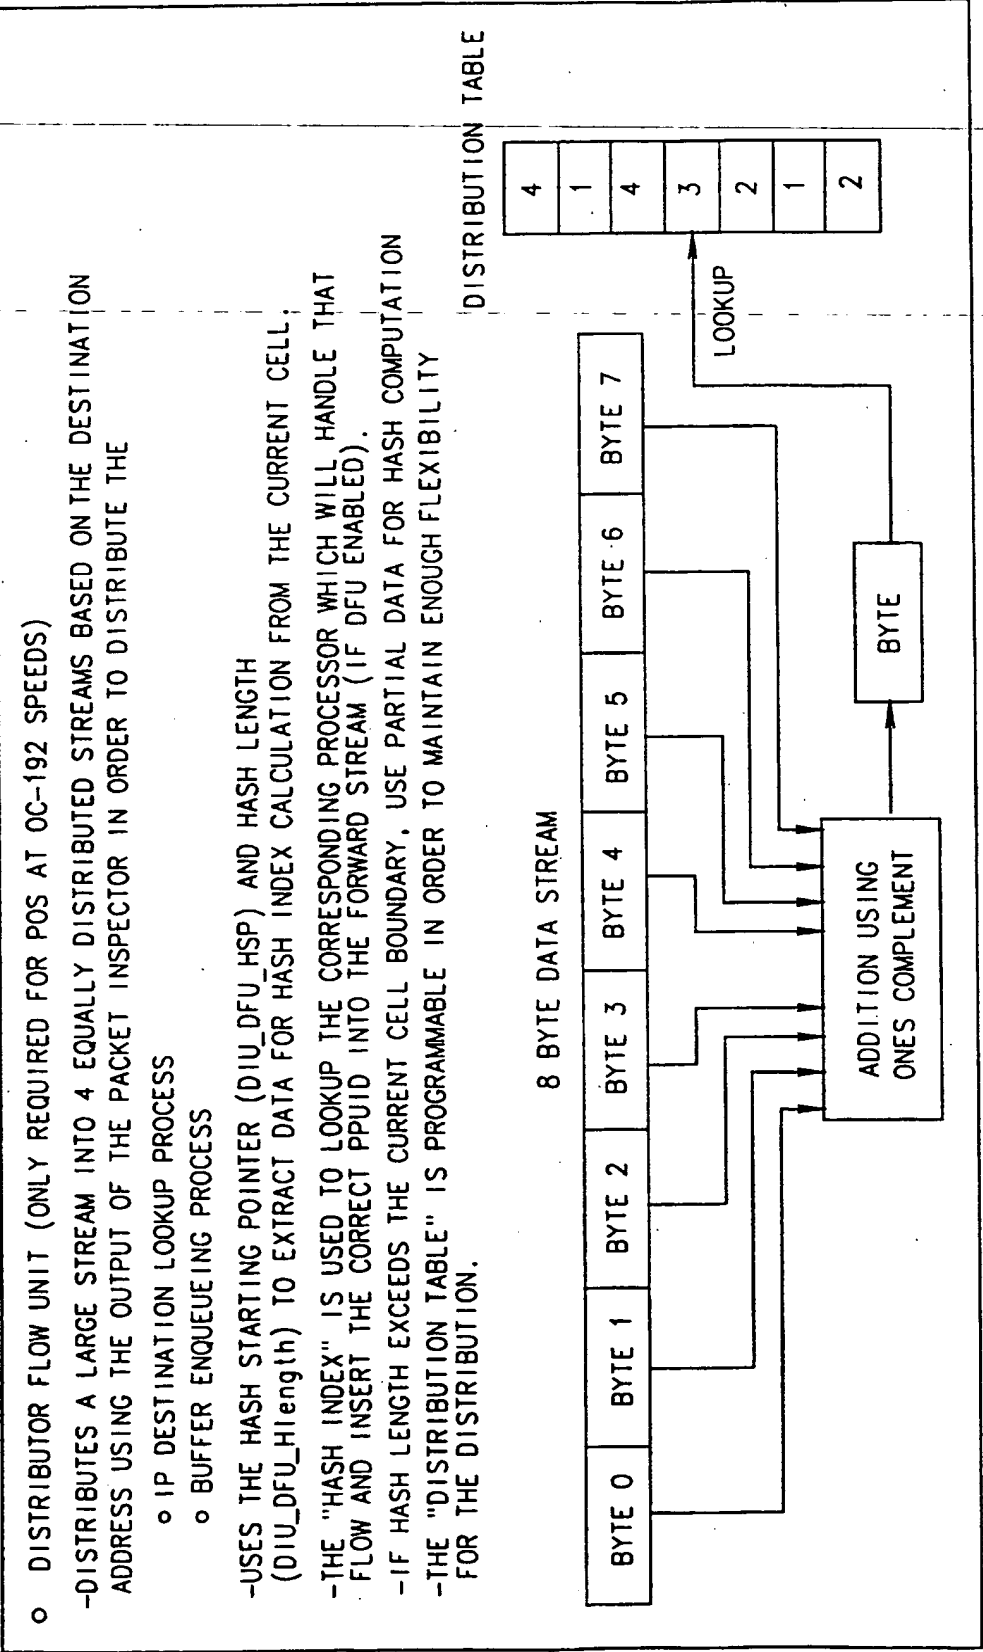 o DISTRIBUTOR FLOW UNIT (ONLY REQUIRED FOR POS AT OC-192 SPEEDS)
-DISTRIBUTES A LARGE STREAM INTO 4 EQUALLY DISTRIBUTED STREAMS BASED ON THE DESTINATION
ADDRESS USING THE OUTPUT OF THE PACKET INSPECTOR IN ORDER TO DISTRIBUTE THE
o IP DESTINATION LOOKUP PROCESS
o BUFFER ENQUEUEING PROCESS
-USES THE HASH STARTING POINTER (DIU_DFU_HSP) AND HASH LENGTH
(DIU_DFU_Hlength) TO EXTRACT DATA FOR HASH INDEX CALCULATION FROM THE CURRENT CELL.
-THE "HASH INDEX" IS USED TO LOOKUP THE CORRESPONDING PROCESSOR WHICH WILL HANDLE THAT
FLOW AND INSERT THE CORRECT PPUID INTO THE FORWARD STREAM (IF DFU ENABLED).
-IF HASH LENGTH EXCEEDS THE CURRENT CELL BOUNDARY, USE PARTIAL DATA FOR HASH COMPUTATION
-THE "DISTRIBUTION TABLE" IS PROGRAMMABLE IN ORDER TO MAINTAIN ENOUGH FLEXIBILITY
FOR THE DISTRIBUTION.
DISTRIBUTION TABLE
4
1
4
3
2
1
2
8 BYTE DATA STREAM
BYTE 0
BYTE 1
BYTE 2
BYTE 3
BYTE 4
BYTE 5
BYTE 6
BYTE 7
LOOKUP
ADDITION USING
ONES COMPLEMENT
BYTE